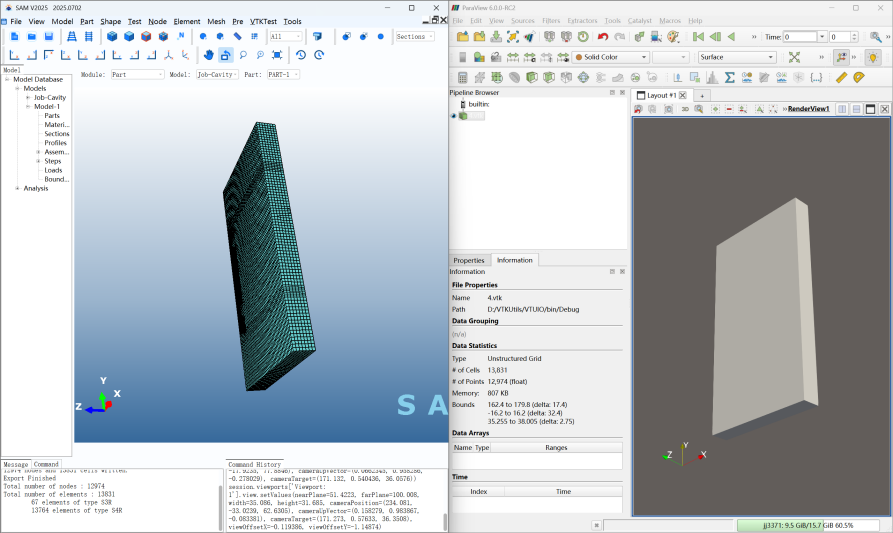 SAM V2025 2025.0702
File View Model Part Shape Test Node Element Mesh Pre VTKTest Tools
All
Sections
Model
Module: Part Model: Job-Cavity Part: PART-1
Model Database
Models
Job-Cavity
Model-1
Parts
Materi...
Sections
Profiles
Assem...
Steps
Loads
Boun...
Analysis
Y
X
Z
S A
Message Command
12974 nodes and 13831 cells written.
Export Finished
Total number of nodes : 12974
Total number of elements : 13831
67 elements of type S3R
13764 elements of type S4R
Command History
-0.278029), cameraTarget=(171.132, 0.540436, 36.0576))
session.viewports['Viewport:
1'].view.setValues(nearPlane=51.4223, farPlane=100.008,
width=35.086, height=31.685, cameraPosition=(234.081,
-33.0239, 62.6305), cameraUpVector=(0.158279, 0.983867,
-0.083381), cameraTarget=(171.273, 0.57633, 36.3508),
viewOffsetX=-0.119386, viewOffsetY=-1.14874)
ParaView 6.0.0-RC2
File Edit View Sources Filters Extractors Tools Catalyst Macros Help
Time: 0 0
Solid Color
Surface
Pipeline Browser
builtin:
Properties Information
Information
File Properties
Name 4.vtk
Path D:/VTKUtils/VTUIO/bin/Debug
Data Grouping
(n/a)
Data Statistics
Type Unstructured Grid
# of Cells 13,831
# of Points 12,974 (float)
Memory: 807 KB
Bounds 162.4 to 179.8 (delta: 17.4)
-16.2 to 16.2 (delta: 32.4)
35.255 to 38.005 (delta: 2.75)
Data Arrays
Name Type Ranges
Time
Index Time
Layout #1
+
3D
RenderView1
Y
Z
X
jj3371: 9.5 GiB/15.7 GiB 60.5%